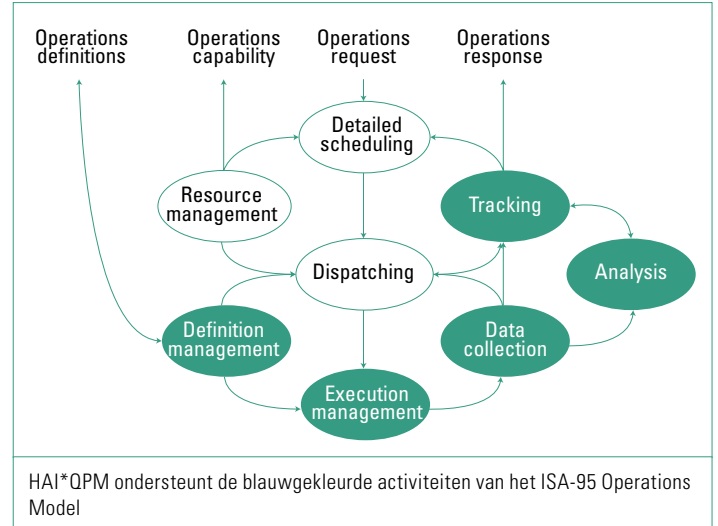 Operations
definitions
Operations
capability
Operations
request
Operations
response
Detailed
scheduling
Resource
management
Tracking
Dispatching
Analysis
Definition
management
Data
collection
Execution
management
HAI*QPM ondersteunt de blauwgekleurde activiteiten van het ISA-95 Operations
Model